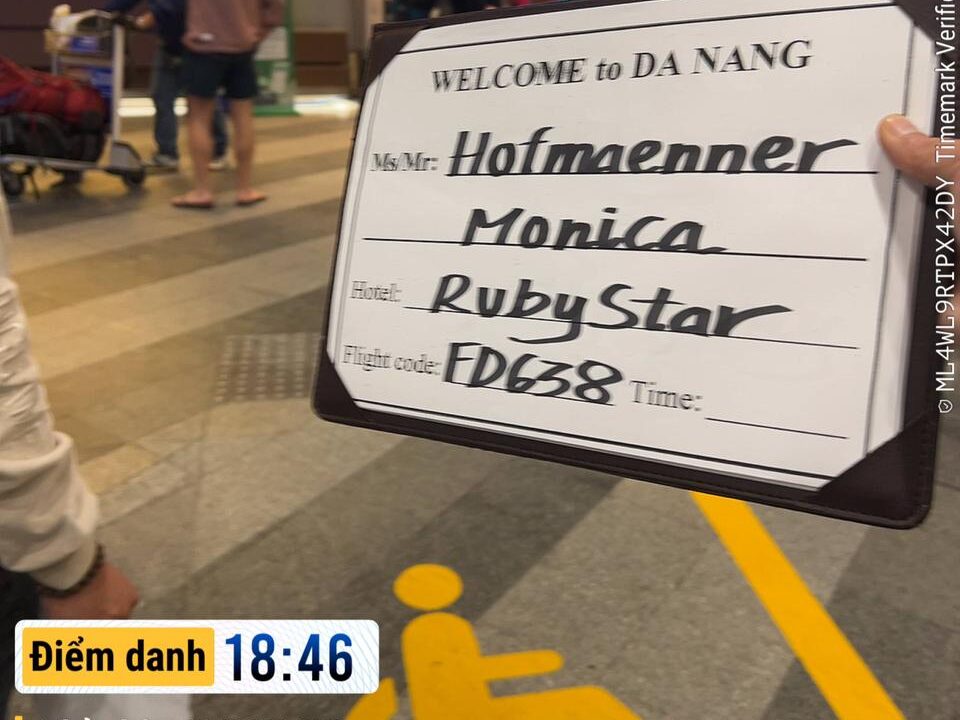 WELCOME to DA NANG
Ms/Mr: Hofmaenner
Monica
Hotel: RubyStar
Flight code: FD638 Time:
Điểm danh 18:46
ML4WL9RTPX42DY Timemark Verifie